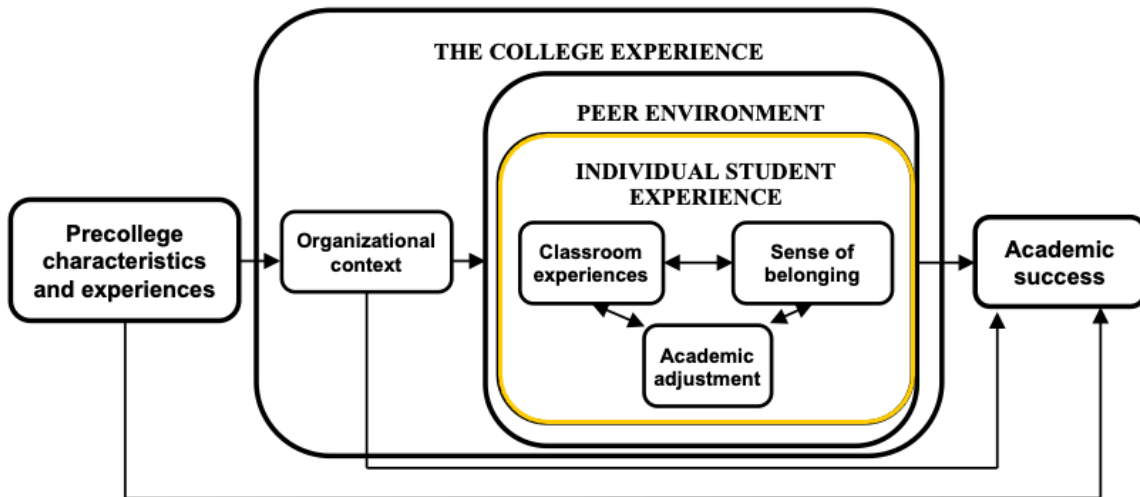 THE COLLEGE EXPERIENCE
PEER ENVIRONMENT
INDIVIDUAL STUDENT
EXPERIENCE
Precollege
characteristics
and experiences
Organizational
context
Classroom
experiences
Sense of
belonging
Academic
adjustment
Academic
success